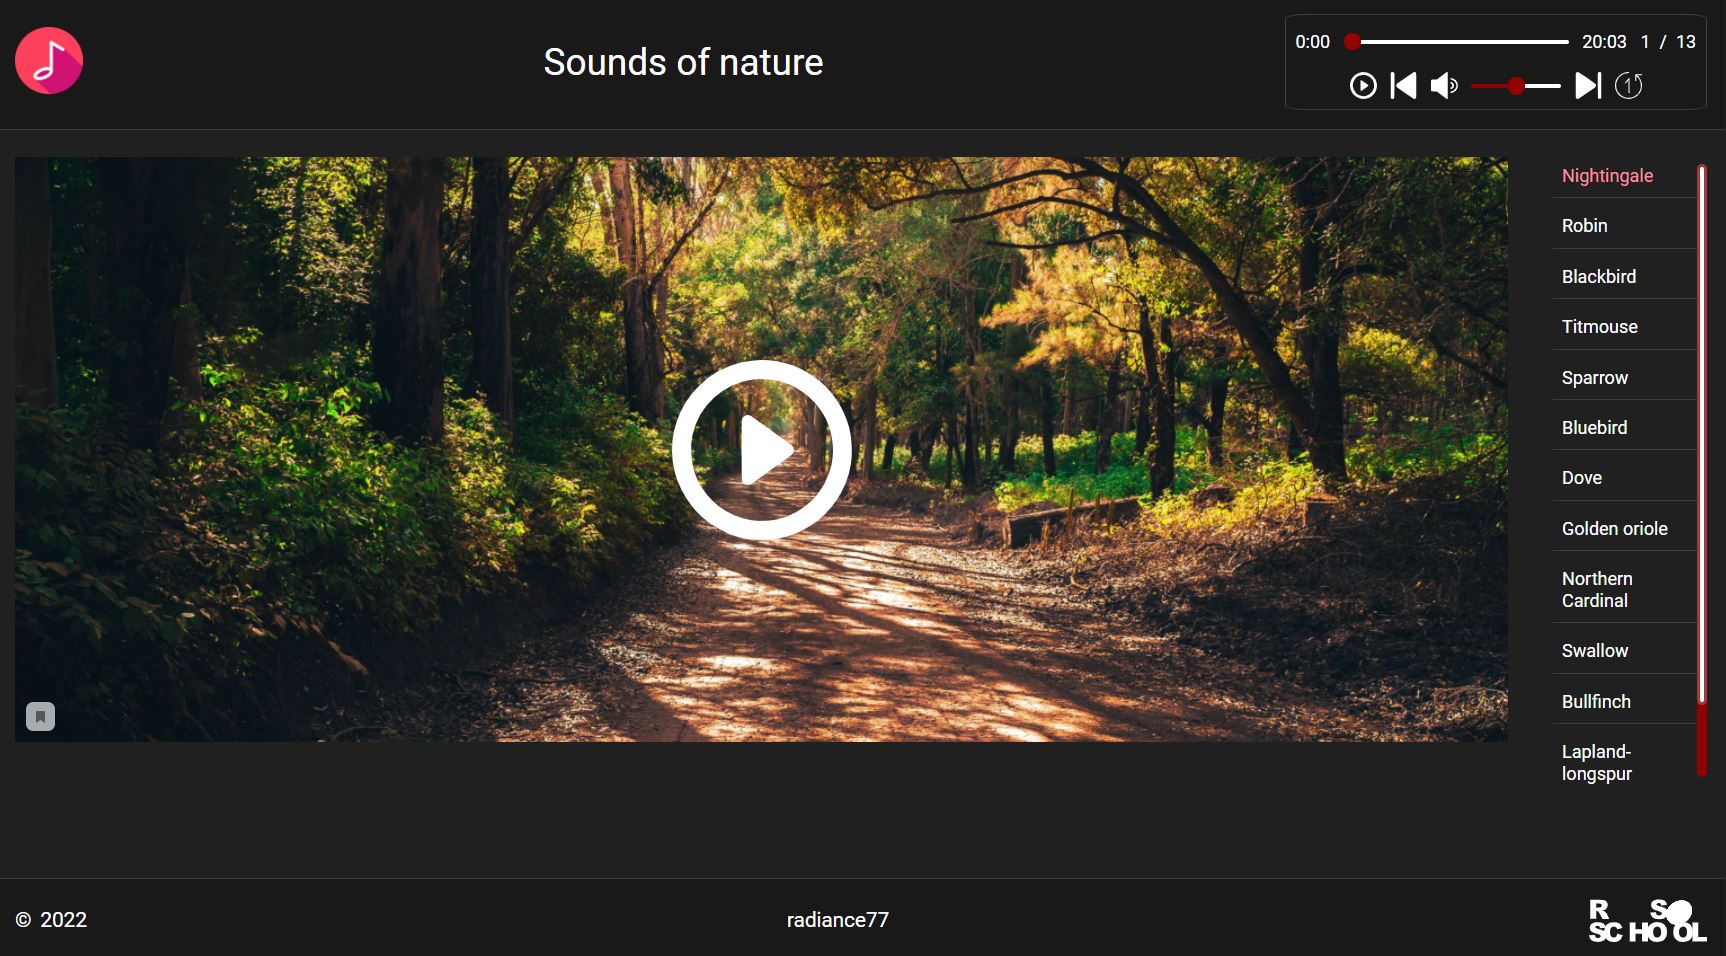 Sounds of nature
0:00 20:03 1 / 13
1
Nightingale
Robin
Blackbird
Titmouse
Sparrow
Bluebird
Dove
Golden oriole
Northern
Cardinal
Swallow
Bullfinch
Lapland-
longspur
© 2022
radiance77
RS
SCHOOL